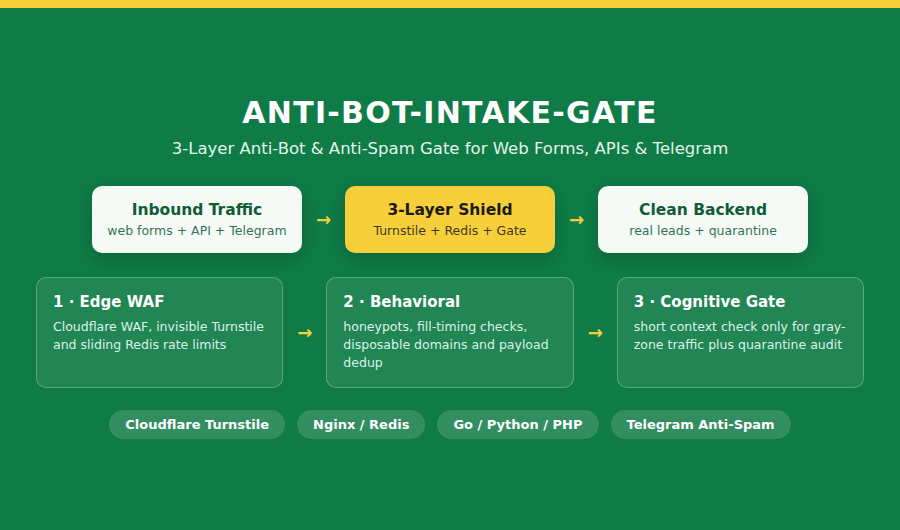 ANTI-BOT-INTAKE-GATE
3-Layer Anti-Bot & Anti-Spam Gate for Web Forms, APIs & Telegram
Inbound Traffic
web forms + API + Telegram
→
3-Layer Shield
Turnstile + Redis + Gate
→
Clean Backend
real leads + quarantine
1 · Edge WAF
Cloudflare WAF, invisible Turnstile
and sliding Redis rate limits
→
2 · Behavioral
honeypots, fill-timing checks,
disposable domains and payload
dedup
→
3 · Cognitive Gate
short context check only for gray-
zone traffic plus quarantine audit
Cloudflare Turnstile
Nginx / Redis
Go / Python / PHP
Telegram Anti-Spam